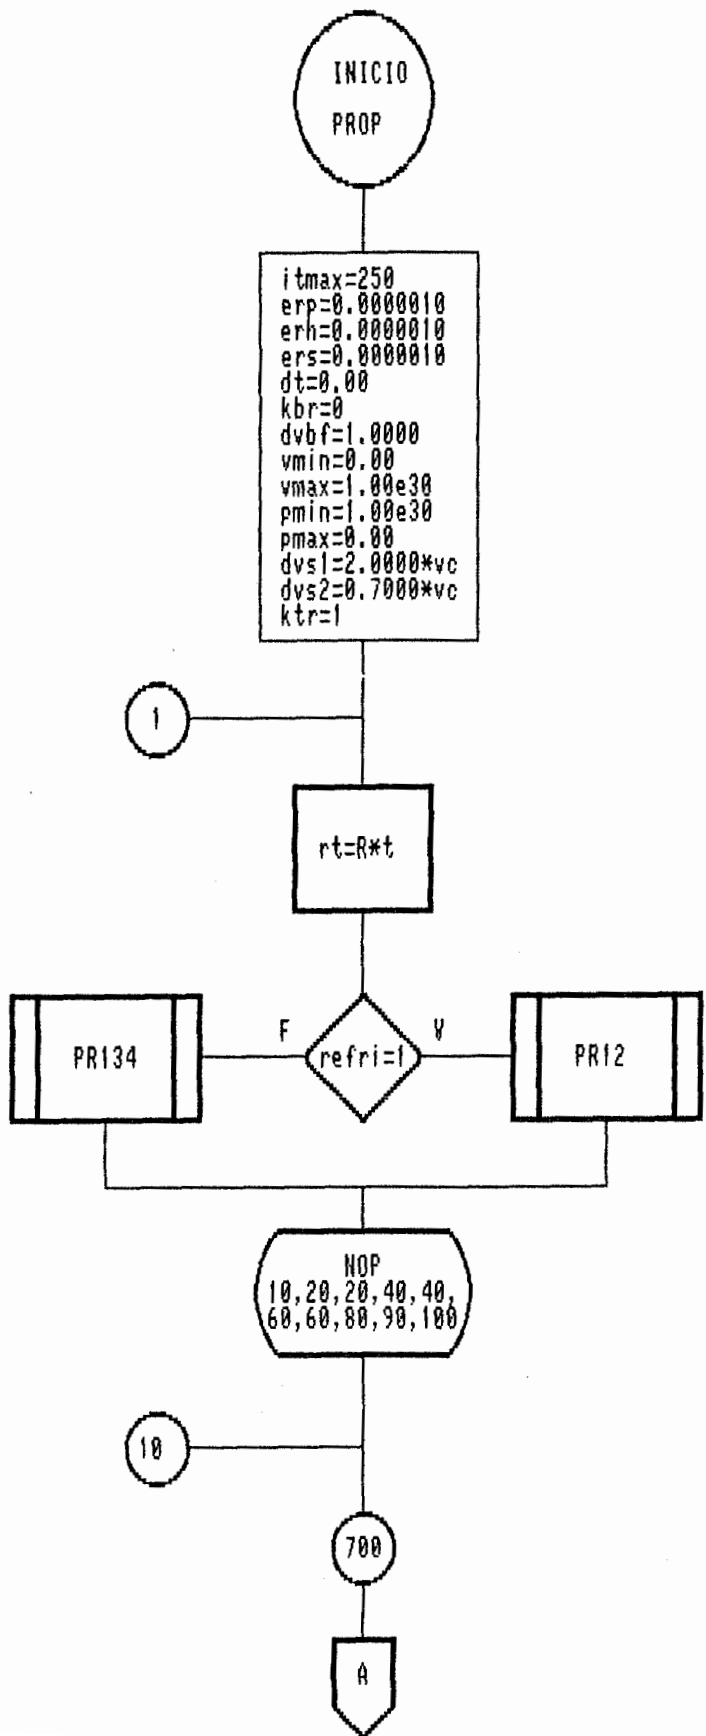 INICIO
PROP
itmax=250
erp=0.0000010
erh=0.0000010
ers=0.0000010
dt=0.00
kbr=0
dvbf=1.0000
vmin=0.00
vmax=1.00e30
pmin=1.00e30
pmax=0.00
dvs1=2.0000*vc
dvs2=0.7000*vc
ktr=1
1
rt=R*t
PR134
F
refri=1
V
PR12
NOP
10,20,20,40,40,
60,60,80,90,100
10
700
A